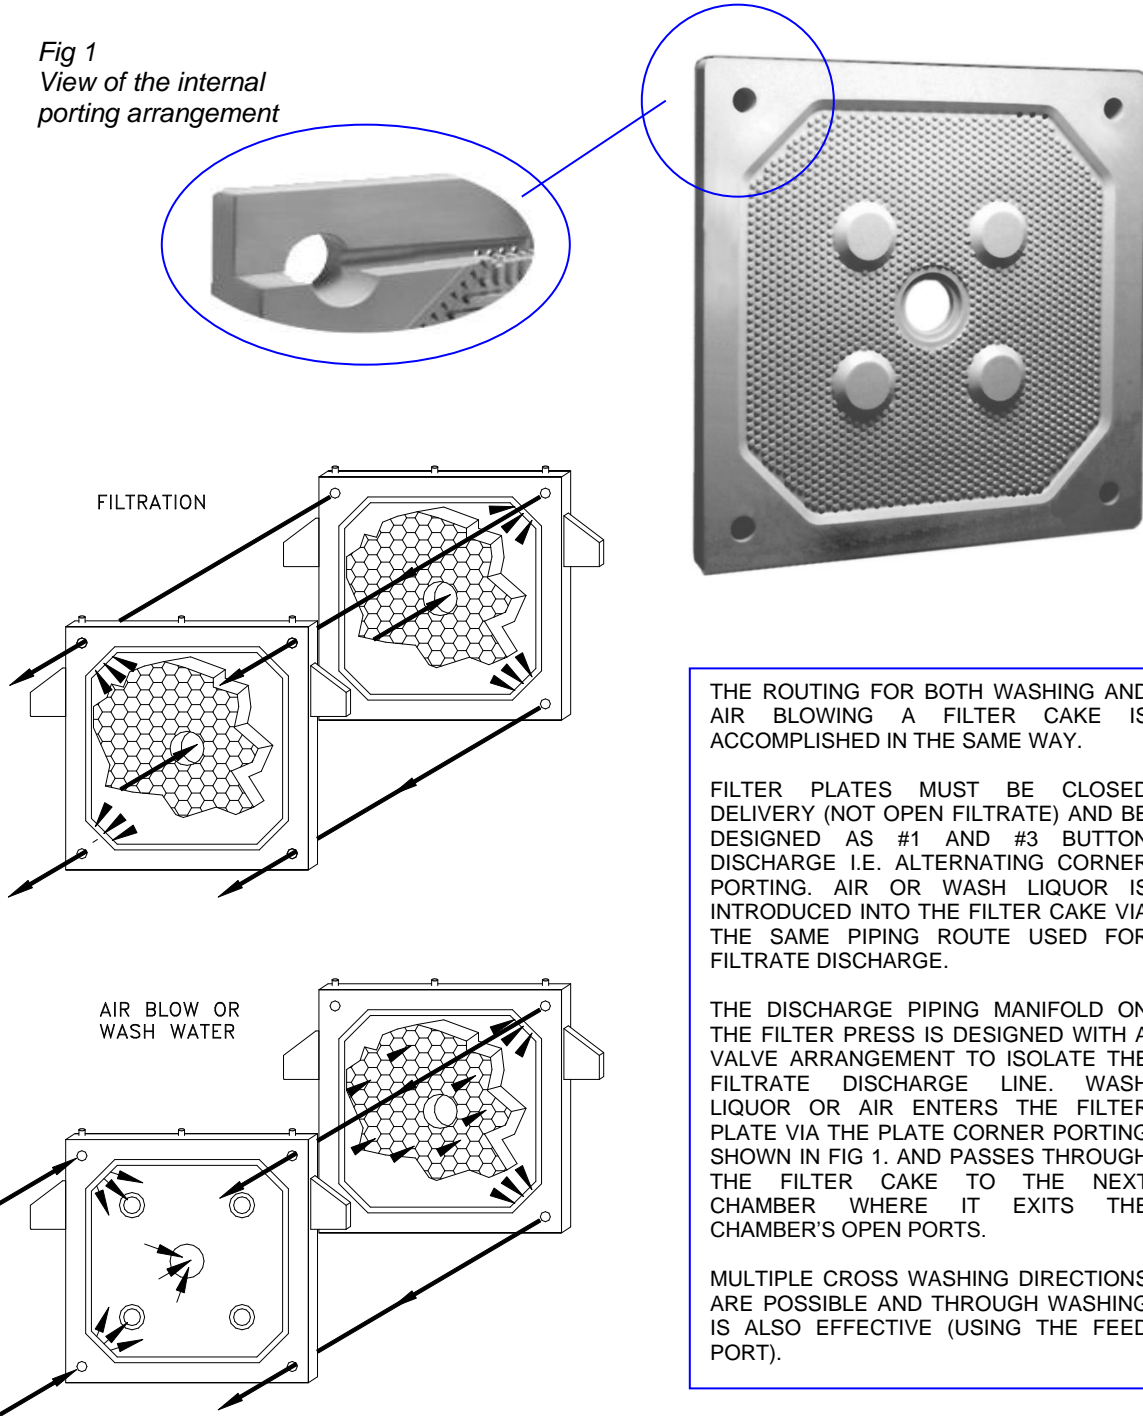 Fig 1
View of the internal
porting arrangement
FILTRATION
AIR BLOW OR
WASH WATER
THE ROUTING FOR BOTH WASHING AND
AIR BLOWING A FILTER CAKE IS
ACCOMPLISHED IN THE SAME WAY.
FILTER PLATES MUST BE CLOSED
DELIVERY (NOT OPEN FILTRATE) AND BE
DESIGNED AS #1 AND #3 BUTTON
DISCHARGE I.E. ALTERNATING CORNER
PORTING. AIR OR WASH LIQUOR IS
INTRODUCED INTO THE FILTER CAKE VIA
THE SAME PIPING ROUTE USED FOR
FILTRATE DISCHARGE.
THE DISCHARGE PIPING MANIFOLD ON
THE FILTER PRESS IS DESIGNED WITH A
VALVE ARRANGEMENT TO ISOLATE THE
FILTRATE DISCHARGE LINE. WASH
LIQUOR OR AIR ENTERS THE FILTER
PLATE VIA THE PLATE CORNER PORTING
SHOWN IN FIG 1. AND PASSES THROUGH
THE FILTER CAKE TO THE NEXT
CHAMBER WHERE IT EXITS THE
CHAMBER'S OPEN PORTS.
MULTIPLE CROSS WASHING DIRECTIONS
ARE POSSIBLE AND THROUGH WASHING
IS ALSO EFFECTIVE (USING THE FEED
PORT).